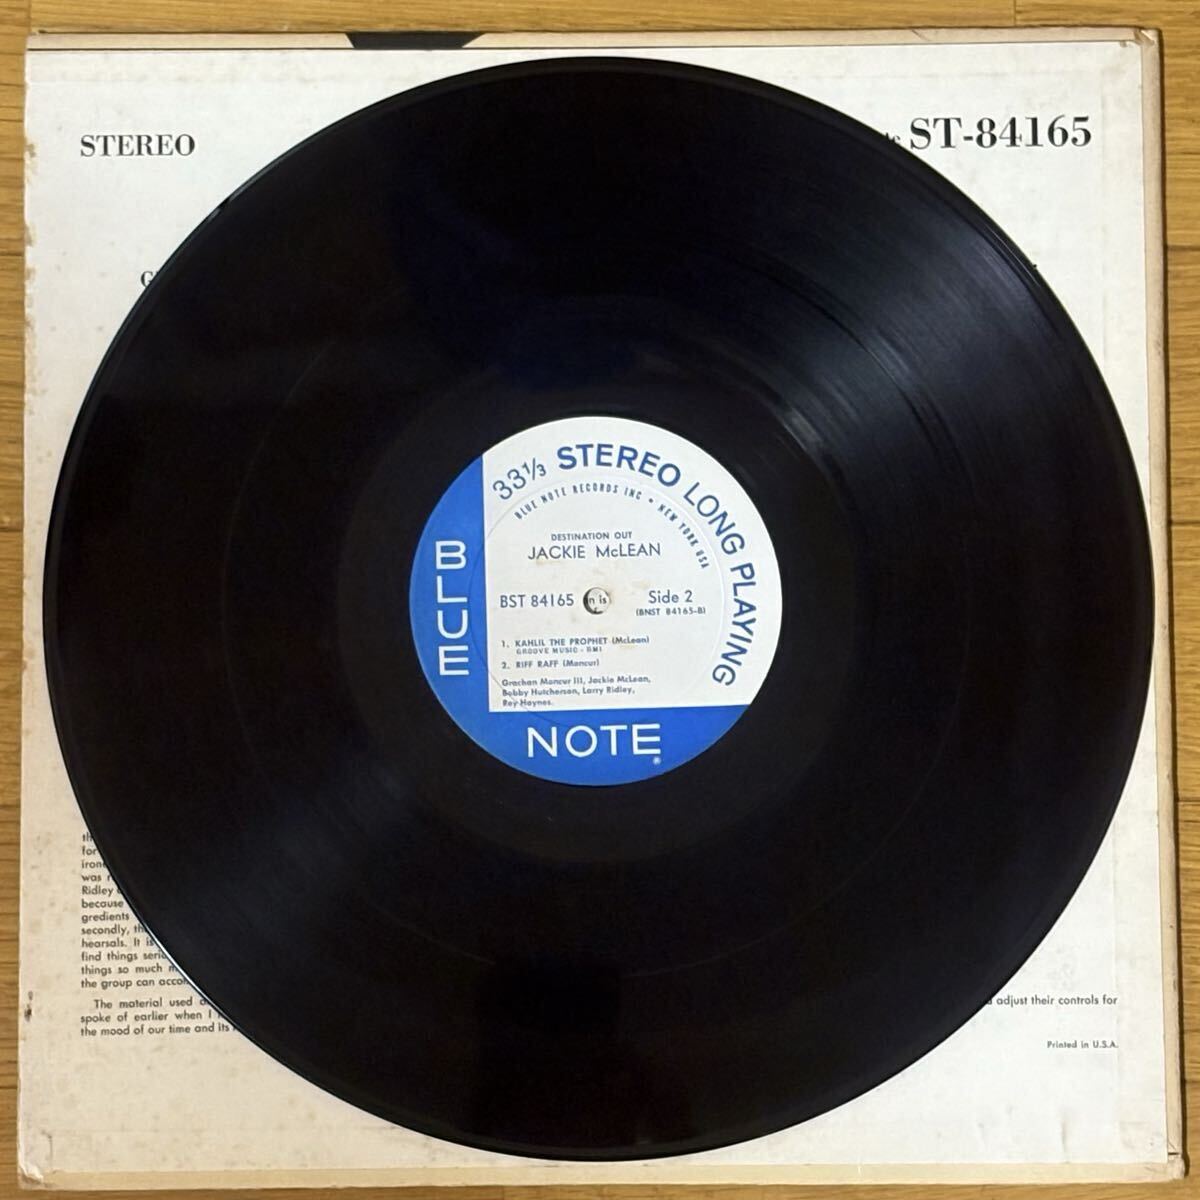 STEREO
ST-84165
33 1/3 STEREO LONG PLAYING
BLUE NOTE RECORDS INC • NEW YORK USA
DESTINATION OUT
JACKIE McLEAN
BST 84165
Side 2
(BNST 84165-B)
1. KAHLIL THE PROPHET (McLean)
GROOVE MUSIC - BMI
2. RIFF RAFF (Moncur)
Grachan Moncur III, Jackie McLean,
Bobby Hutcherson, Larry Ridley,
Roy Haynes.
BLUE
NOTE
®
for
was
Ridley
because
gredients
secondly,
hearsals. It is
find things
things so much
the group can
The material used
spoke of earlier when I
the mood of our time and its
adjust their controls for
Printed in U.S.A.